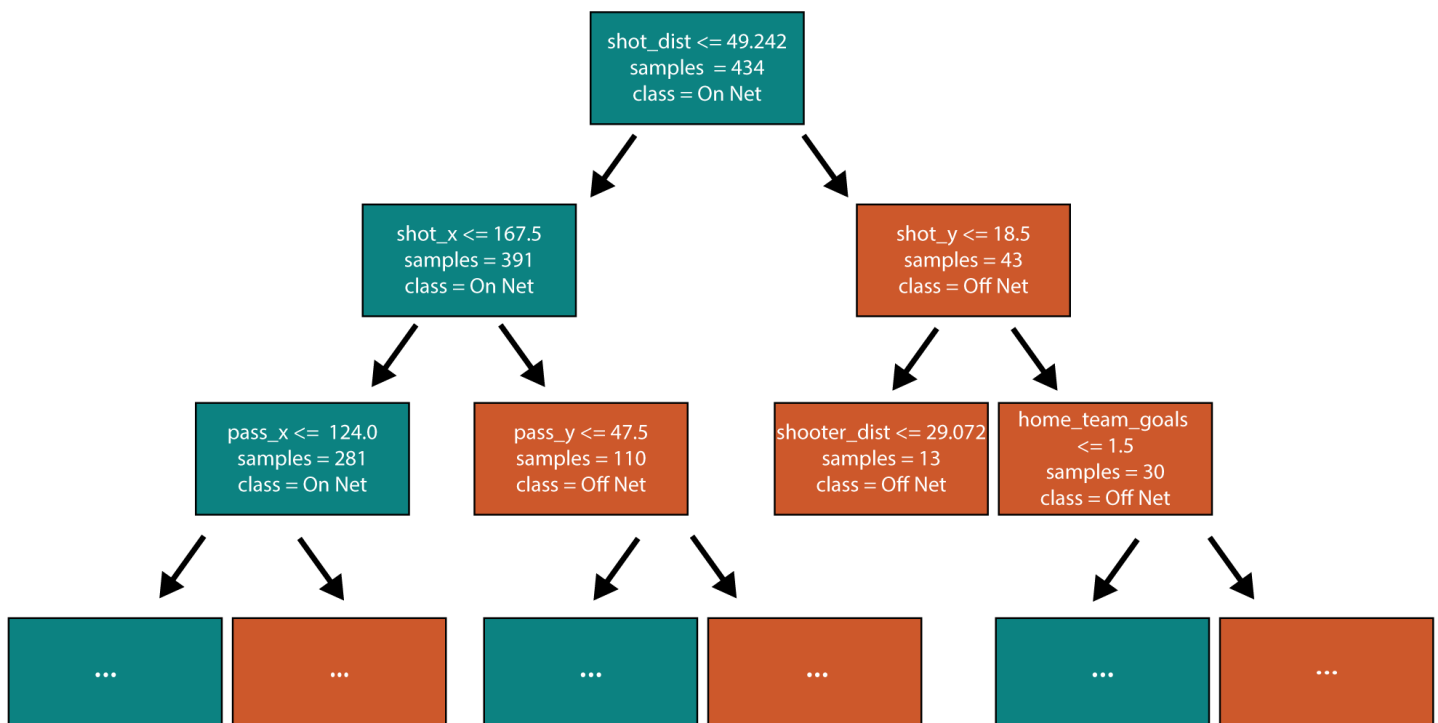 shot_dist <= 49.242
samples = 434
class = On Net
shot_x <= 167.5
samples = 391
class = On Net
shot_y <= 18.5
samples = 43
class = Off Net
pass_x <= 124.0
samples = 281
class = On Net
pass_y <= 47.5
samples = 110
class = Off Net
shooter_dist <= 29.072
samples = 13
class = Off Net
home_team_goals
<= 1.5
samples = 30
class = Off Net
...
...
...
...
...
...